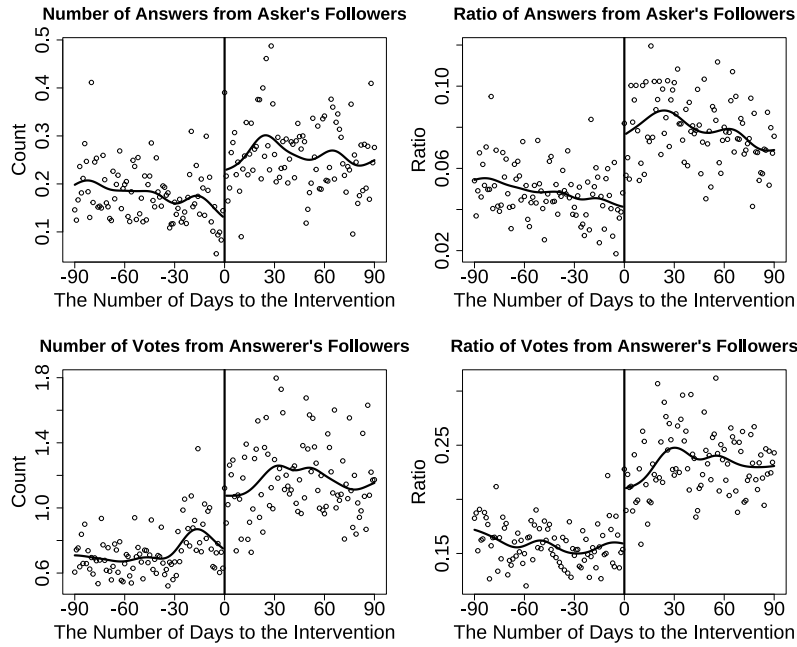 Number of Answers from Asker's Followers
Count
0.5
0.4
0.3
0.2
0.1
-90 -60 -30 0 30 60 90
The Number of Days to the Intervention
Ratio of Answers from Asker's Followers
Ratio
0.10
0.06
0.02
-90 -60 -30 0 30 60 90
The Number of Days to the Intervention
Number of Votes from Answerer's Followers
Count
1.8
1.4
1.0
0.6
-90 -60 -30 0 30 60 90
The Number of Days to the Intervention
Ratio of Votes from Answerer's Followers
Ratio
0.25
0.15
-90 -60 -30 0 30 60 90
The Number of Days to the Intervention